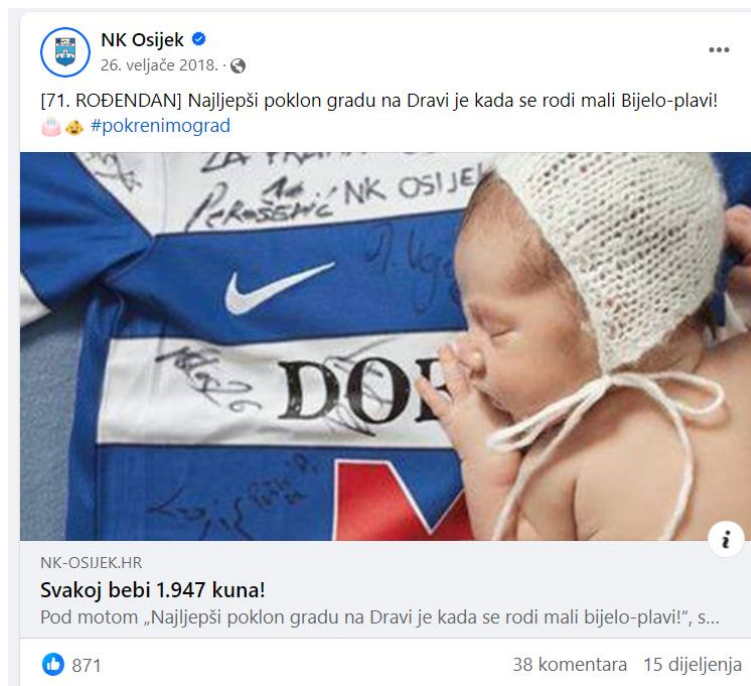 NK Osijek
26. veljače 2018. ·
[71. ROĐENDAN] Najljepši poklon gradu na Dravi je kada se rodi mali Bijelo-plavi!
#pokrenimograd
NK OSIJEK
PEROŠEVIĆ
DOB
NK-OSIJEK.HR
Svakoj bebi 1.947 kuna!
Pod motom „Najljepši poklon gradu na Dravi je kada se rodi mali bijelo-plavi!“, s...
871
38 komentara 15 dijeljenja